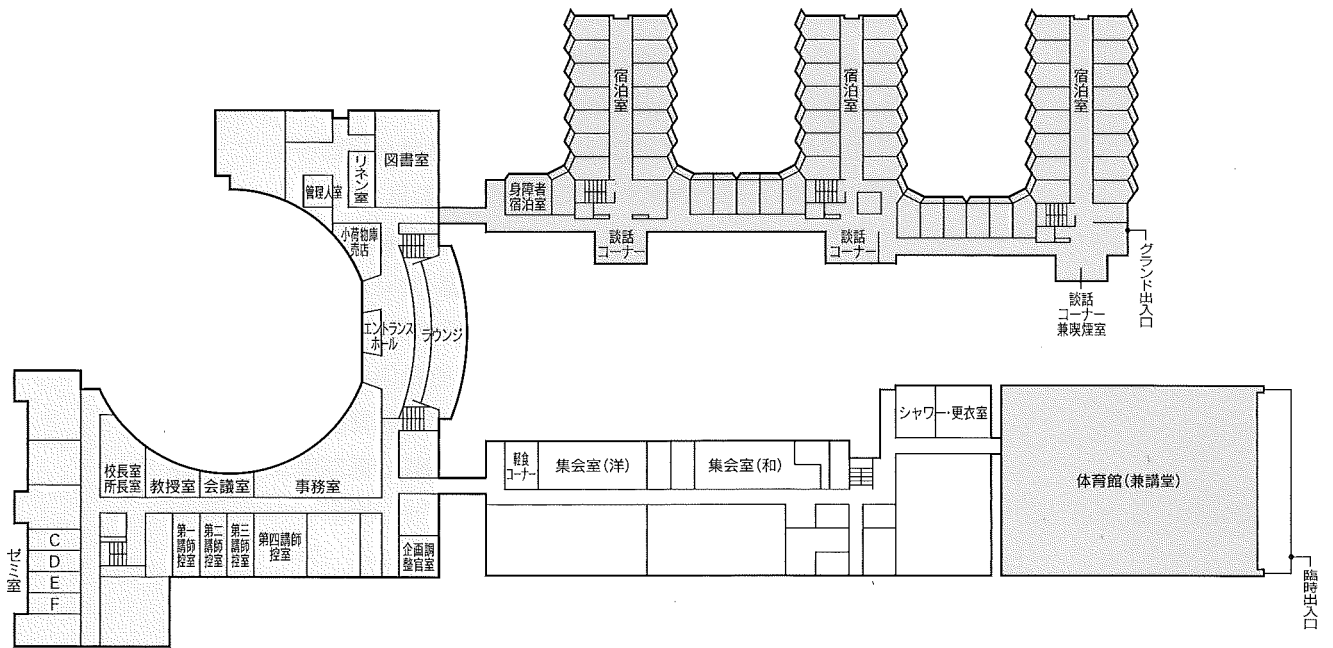 宿泊室
宿泊室
宿泊室
図書室
リネン室
管理人室
身障者
宿泊室
小荷物庫
売店
談話
コーナー
談話
コーナー
談話
コーナー
兼喫煙室
グランド出入口
エントランス
ホール
ラウンジ
シャワー・更衣室
軽食
コーナー
集会室(洋)
集会室(和)
体育館(兼講堂)
校長室
所長室
教授室
会議室
事務室
第一
講師
控室
第二
講師
控室
第三
講師
控室
第四講師
控室
企画調
整官室
ゼミ室
C
D
E
F
臨時出入口